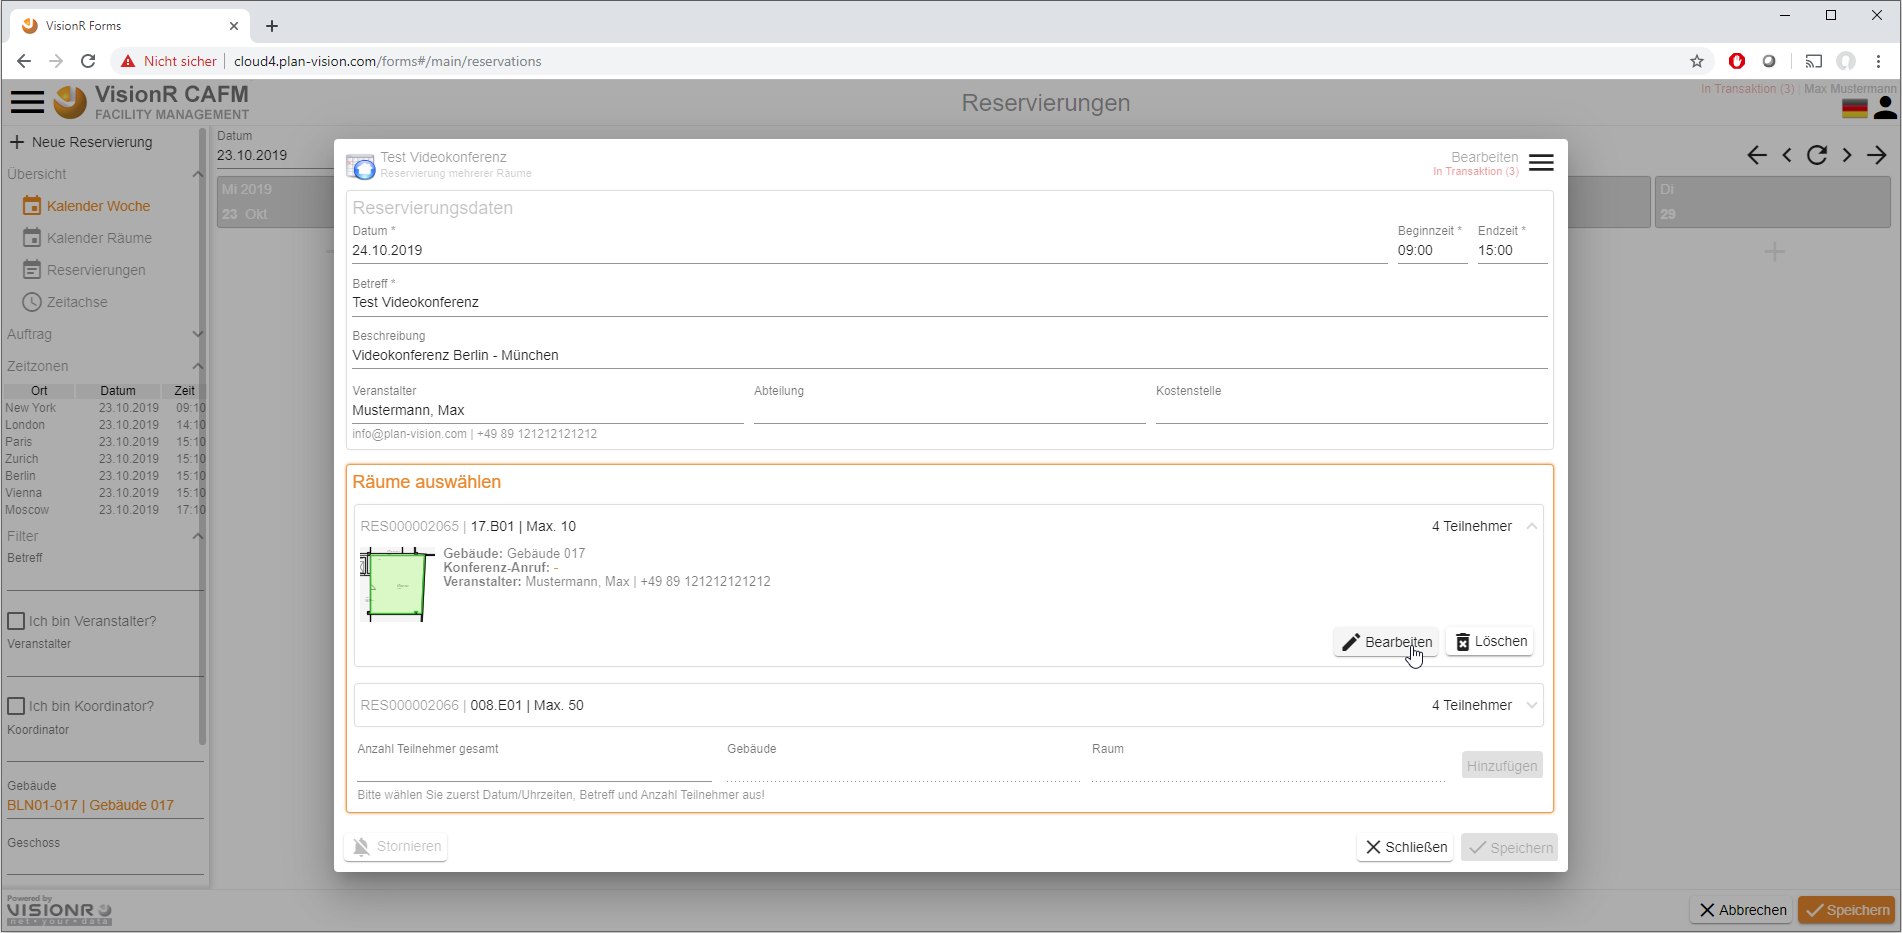 VisionR Forms
Nicht sicher
cloud4.plan-vision.com/forms#/main/reservations
VisionR CAFM
FACILITY MANAGEMENT
Reservierungen
In Transaktion (3) | Max Mustermann
Neue Reservierung
Übersicht
Kalender Woche
Kalender Räume
Reservierungen
Zeitachse
Auftrag
Zeitzonen
Ort Datum Zeit
New York 23.10.2019 09:10
London 23.10.2019 14:10
Paris 23.10.2019 15:10
Zurich 23.10.2019 15:10
Berlin 23.10.2019 15:10
Vienna 23.10.2019 15:10
Moscow 23.10.2019 17:10
Filter
Betreff
Ich bin Veranstalter?
Veranstalter
Ich bin Koordinator?
Koordinator
Gebäude
BLN01-017 | Gebäude 017
Geschoss
Powered by
VISIONR
net-your-data
Datum
23.10.2019
Mi 2019
23 Okt
Di
29
Test Videokonferenz
Reservierung mehrerer Räume
Bearbeiten
In Transaktion (3)
Reservierungsdaten
Datum *
24.10.2019
Beginnzeit *
09:00
Endzeit *
15:00
Betreff *
Test Videokonferenz
Beschreibung
Videokonferenz Berlin - München
Veranstalter
Mustermann, Max
info@plan-vision.com | +49 89 121212121212
Abteilung
Kostenstelle
Räume auswählen
RES000002065 | 17.B01 | Max. 10
4 Teilnehmer
Gebäude: Gebäude 017
Konferenz-Anruf: -
Veranstalter: Mustermann, Max | +49 89 121212121212
Bearbeiten
Löschen
RES000002066 | 008.E01 | Max. 50
4 Teilnehmer
Anzahl Teilnehmer gesamt
Gebäude
Raum
Hinzufügen
Bitte wählen Sie zuerst Datum/Uhrzeiten, Betreff und Anzahl Teilnehmer aus!
Stornieren
Schließen
Speichern
Abbrechen
Speichern